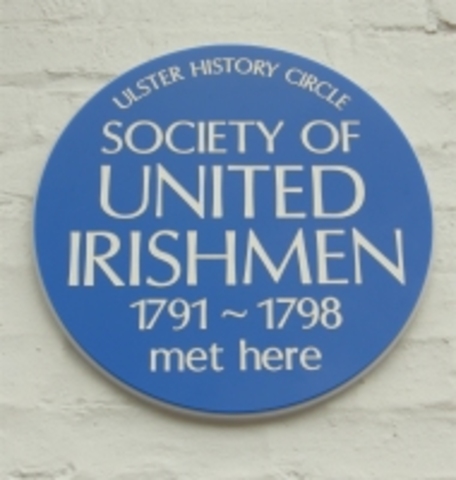 ULSTER HISTORY CIRCLE
SOCIETY OF
UNITED
IRISHMEN
1791 ~ 1798
met here